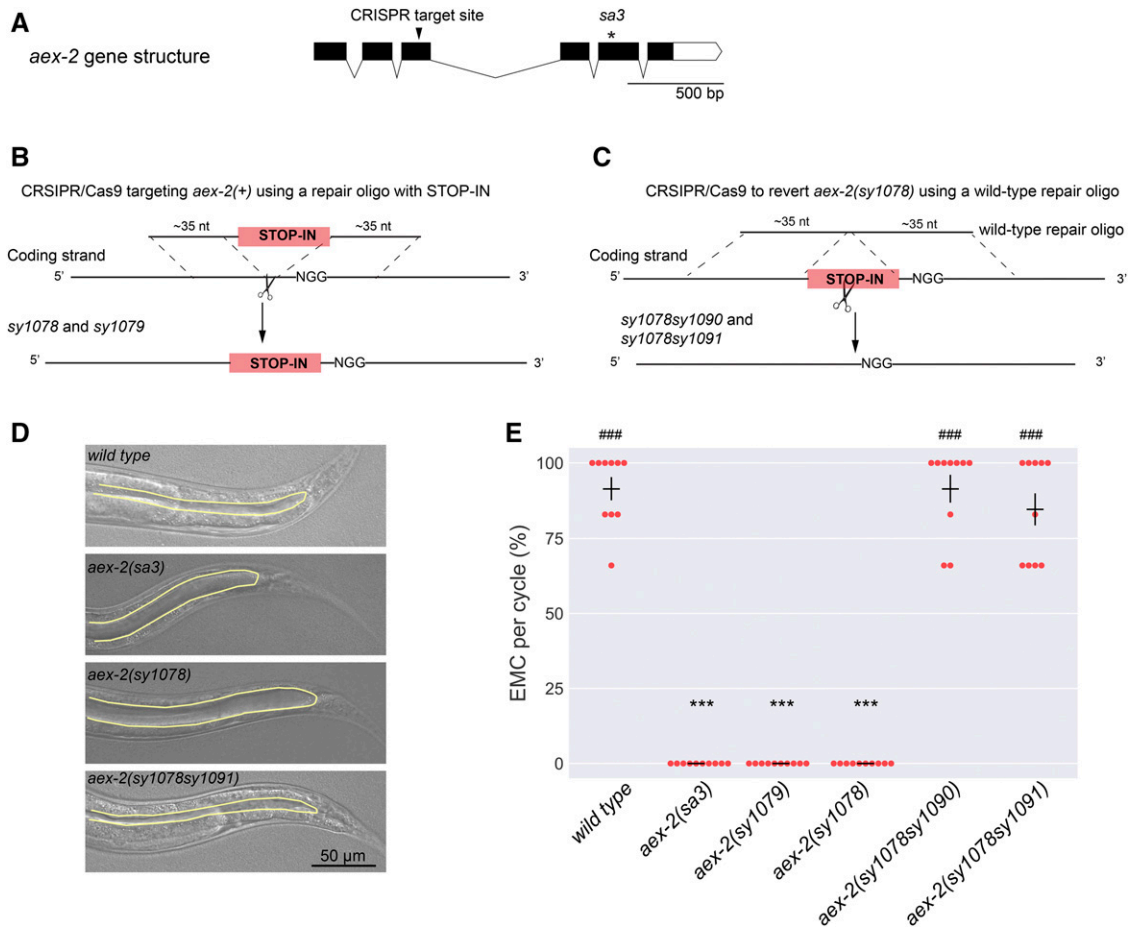 A
aex-2 gene structure
CRISPR target site
sa3
*
500 bp
B
CRSIPR/Cas9 targeting aex-2(+) using a repair oligo with STOP-IN
~35 nt
STOP-IN
~35 nt
Coding strand
5’
NGG
3’
sy1078 and sy1079
5’
STOP-IN
NGG
3’
C
CRSIPR/Cas9 to revert aex-2(sy1078) using a wild-type repair oligo
~35 nt
~35 nt
wild-type repair oligo
Coding strand
5’
STOP-IN
NGG
3’
sy1078sy1090 and
sy1078sy1091
5’
NGG
3’
D
wild type
aex-2(sa3)
aex-2(sy1078)
aex-2(sy1078sy1091)
50 µm
E
### ### ###
EMC per cycle (%)
100
75
50
25
0
*** *** ***
wild type
aex-2(sa3)
aex-2(sy1079)
aex-2(sy1078)
aex-2(sy1078sy1090)
aex-2(sy1078sy1091)